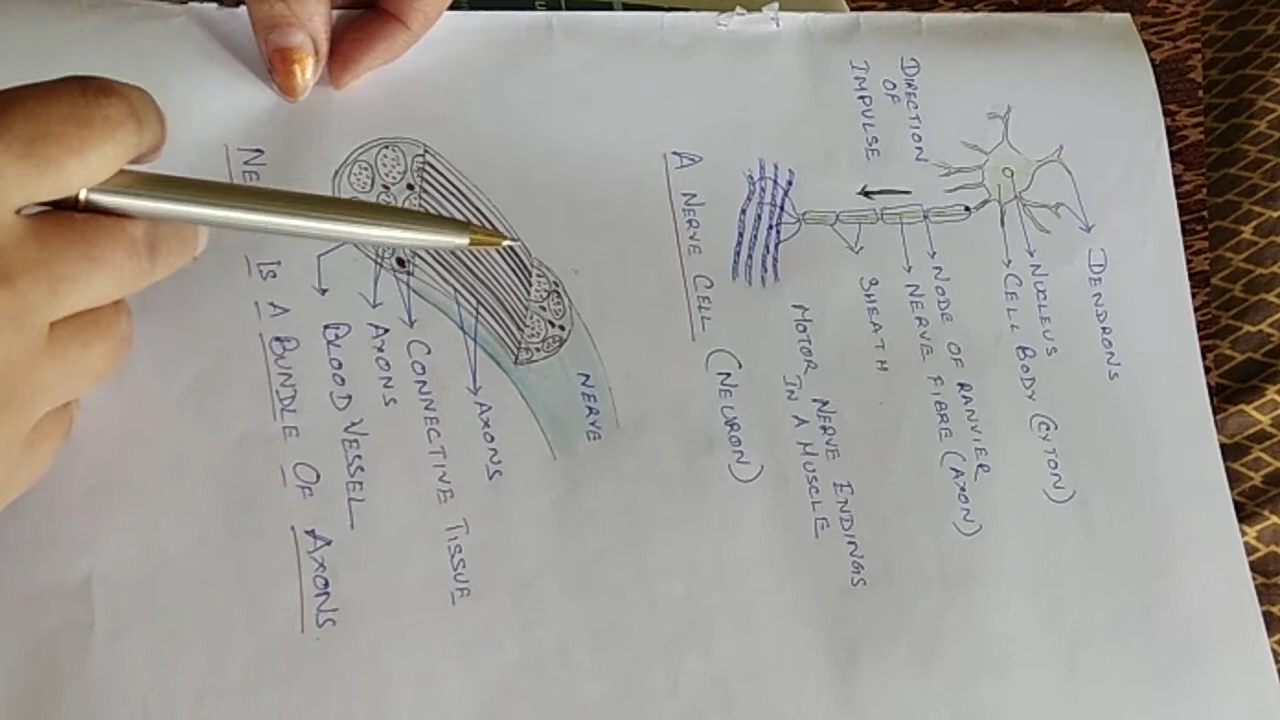 DENDRONS
NUCLEUS
CELL BODY (CYTON)
DIRECTION
OF
IMPULSE
NODE OF RANVIER
NERVE FIBRE (AXON)
SHEATH
MOTOR NERVE ENDINGS
IN A MUSCLE
A NERVE CELL (NEURON)
NERVE
AXONS
CONNECTIVE TISSUE
AXONS
BLOOD VESSEL
IS A BUNDLE OF AXONS.